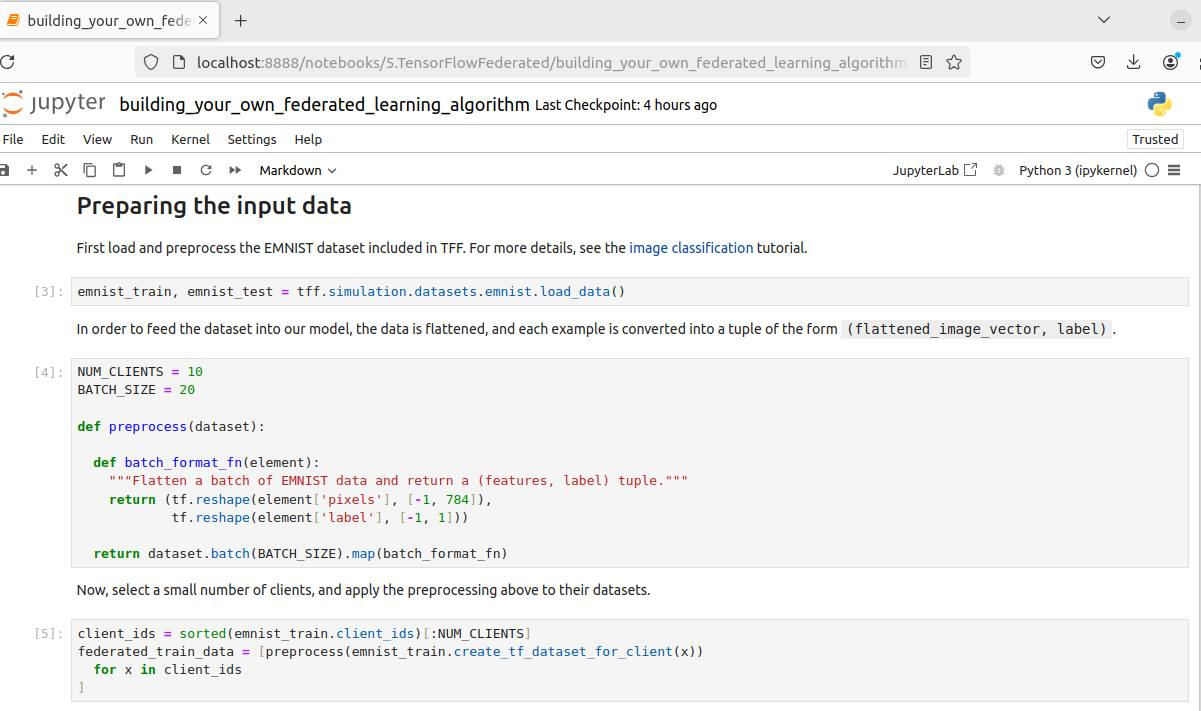 building_your_own_fede
localhost:8888/notebooks/5.TensorFlowFederated/building_your_own_federated_learning_algorithm
jupyter building_your_own_federated_learning_algorithm Last Checkpoint: 4 hours ago
File Edit View Run Kernel Settings Help Trusted
Markdown JupyterLab Python 3 (ipykernel)
Preparing the input data
First load and preprocess the EMNIST dataset included in TFF. For more details, see the image classification tutorial.
[3]: emnist_train, emnist_test = tff.simulation.datasets.emnist.load_data()
In order to feed the dataset into our model, the data is flattened, and each example is converted into a tuple of the form (flattened_image_vector, label) .
[4]: NUM_CLIENTS = 10
BATCH_SIZE = 20
def preprocess(dataset):
def batch_format_fn(element):
"""Flatten a batch of EMNIST data and return a (features, label) tuple."""
return (tf.reshape(element['pixels'], [-1, 784]),
tf.reshape(element['label'], [-1, 1]))
return dataset.batch(BATCH_SIZE).map(batch_format_fn)
Now, select a small number of clients, and apply the preprocessing above to their datasets.
[5]: client_ids = sorted(emnist_train.client_ids)[:NUM_CLIENTS]
federated_train_data = [preprocess(emnist_train.create_tf_dataset_for_client(x))
for x in client_ids
]